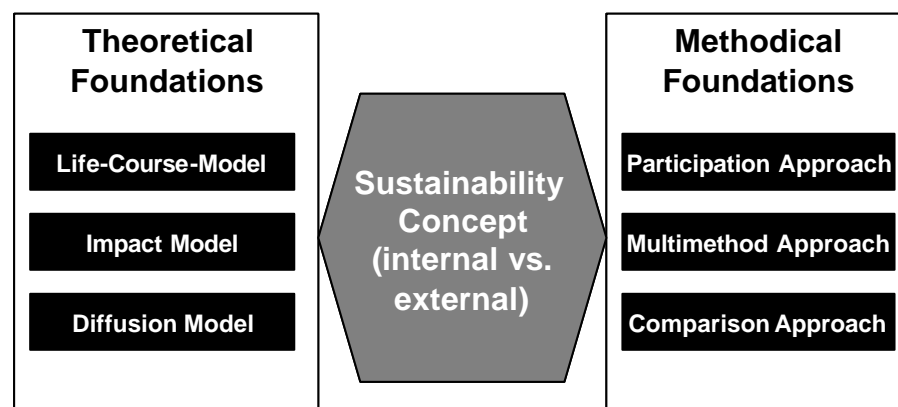 Theoretical
Foundations
Life-Course-Model
Impact Model
Diffusion Model
Sustainability
Concept
(internal vs.
external)
Methodical
Foundations
Participation Approach
Multimethod Approach
Comparison Approach